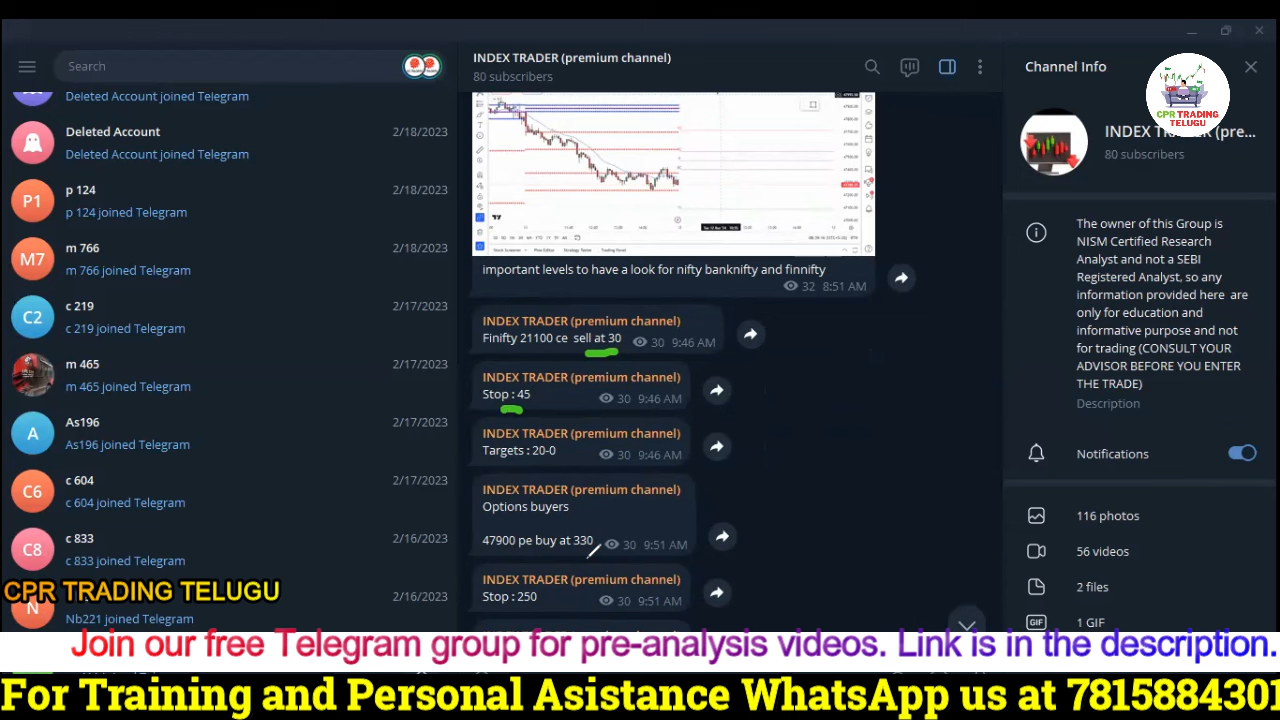 Search
Deleted Account joined Telegram
Deleted Account
2/18/2023
Deleted Account joined Telegram
P1
p 124
2/18/2023
p 124 joined Telegram
M7
m 766
2/18/2023
m 766 joined Telegram
C2
c 219
2/17/2023
c 219 joined Telegram
m 465
2/17/2023
m 465 joined Telegram
A
As196
2/17/2023
As196 joined Telegram
C6
c 604
2/17/2023
c 604 joined Telegram
C8
c 833
2/16/2023
c 833 joined Telegram
N
2/16/2023
Nb221 joined Telegram
INDEX TRADER (premium channel)
80 subscribers
important levels to have a look for nifty banknifty and finnifty
32 8:51 AM
INDEX TRADER (premium channel)
Finifty 21100 ce sell at 30
30 9:46 AM
INDEX TRADER (premium channel)
Stop : 45
30 9:46 AM
INDEX TRADER (premium channel)
Targets : 20-0
30 9:46 AM
INDEX TRADER (premium channel)
Options buyers
47900 pe buy at 330
30 9:51 AM
INDEX TRADER (premium channel)
Stop : 250
30 9:51 AM
Channel Info
INDEX TRADER (pre...
80 subscribers
CPR TRADING
TELUGU
The Owner of this Group is
NISM Certified Research
Analyst and not a SEBI
Registered Analyst, so any
information provided here are
only for education and
informative purpose and not
for trading (CONSULT YOUR
ADVISOR BEFORE YOU ENTER
THE TRADE)
Description
Notifications
116 photos
56 videos
2 files
GIF
1 GIF
CPR TRADING TELUGU
Join our free Telegram group for pre-analysis videos. Link is in the description.
For Training and Personal Asistance WhatsApp us at 7815884301